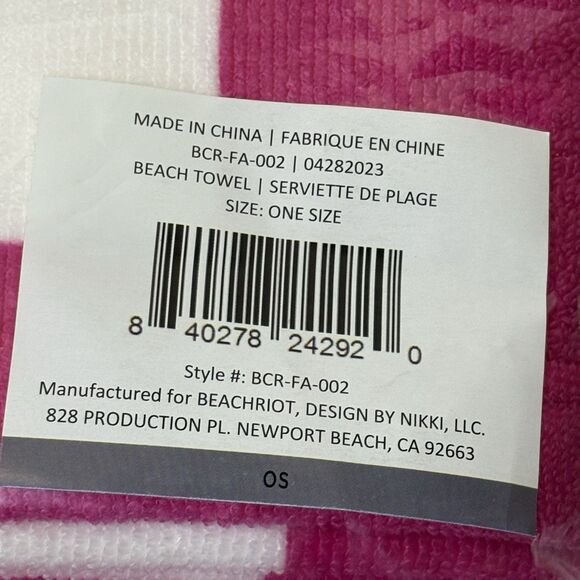 MADE IN CHINA | FABRIQUE EN CHINE
BCR-FA-002 | 04282023
BEACH TOWEL | SERVIETTE DE PLAGE
SIZE: ONE SIZE
8 40278 24292 0
Style #: BCR-FA-002
Manufactured for BEACHRIOT, DESIGN BY NIKKI, LLC.
828 PRODUCTION PL. NEWPORT BEACH, CA 92663
OS